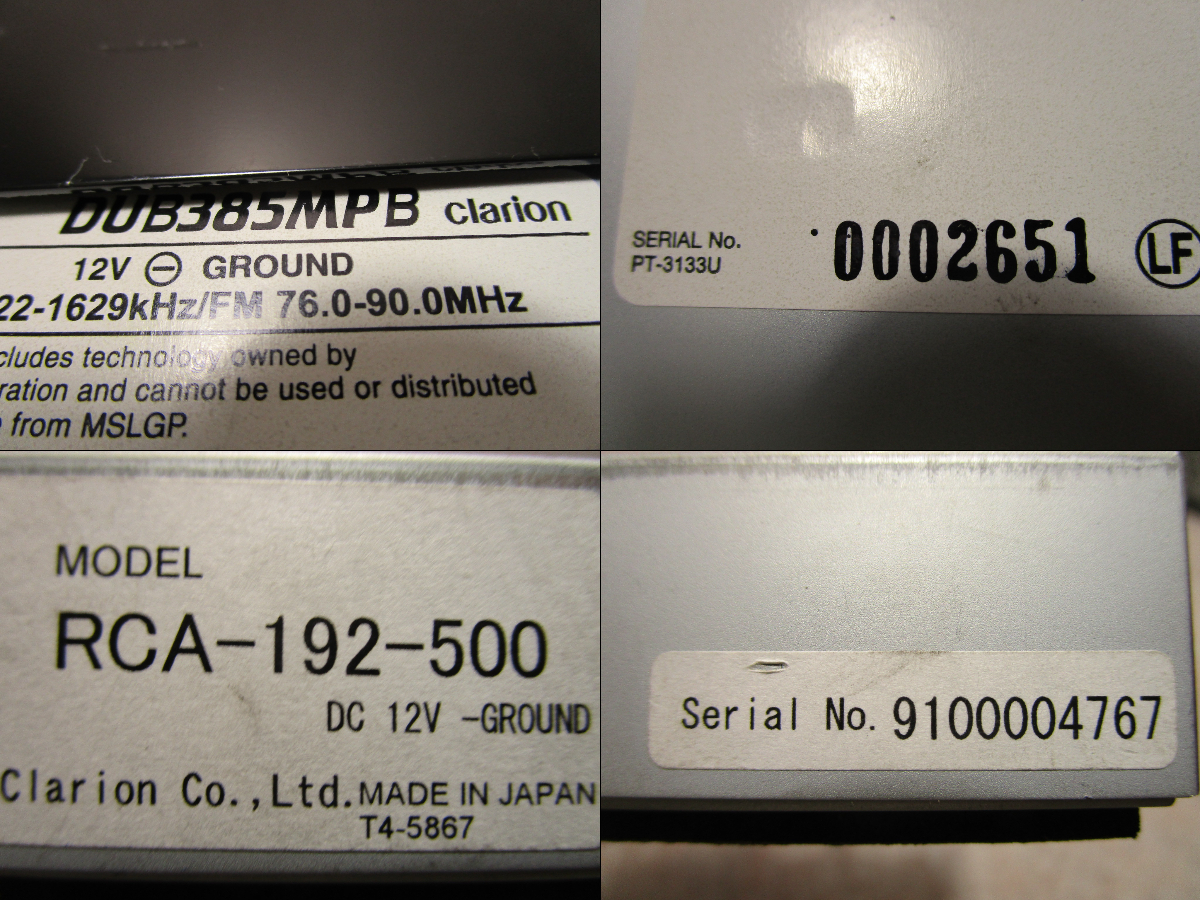 DUB385MPB clarion
12V ⊖ GROUND
22-1629kHz/FM 76.0-90.0MHz
cludes technology owned by
ration and cannot be used or distributed
from MSLGP.
SERIAL No.
PT-3133U
0002651 LF
MODEL
RCA-192-500
DC 12V -GROUND
Clarion Co.,Ltd. MADE IN JAPAN
T4-5867
Serial No. 9100004767